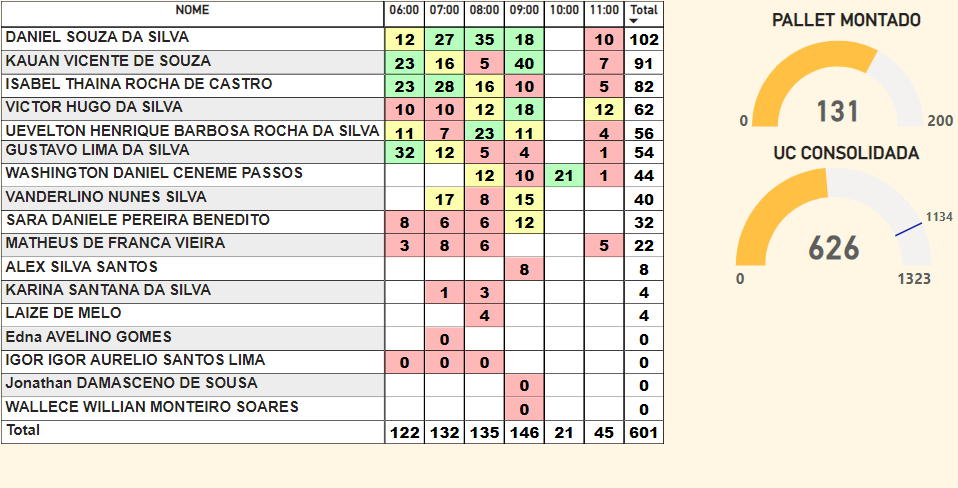 NOME 06:00 07:00 08:00 09:00 10:00 11:00 Total
DANIEL SOUZA DA SILVA 12 27 35 18 10 102
KAUAN VICENTE DE SOUZA 23 16 5 40 7 91
ISABEL THAINA ROCHA DE CASTRO 23 28 16 10 5 82
VICTOR HUGO DA SILVA 10 10 12 18 12 62
UEVELTON HENRIQUE BARBOSA ROCHA DA SILVA 11 7 23 11 4 56
GUSTAVO LIMA DA SILVA 32 12 5 4 1 54
WASHINGTON DANIEL CENEME PASSOS 12 10 21 1 44
VANDERLINO NUNES SILVA 17 8 15 40
SARA DANIELE PEREIRA BENEDITO 8 6 6 12 32
MATHEUS DE FRANCA VIEIRA 3 8 6 5 22
ALEX SILVA SANTOS 8 8
KARINA SANTANA DA SILVA 1 3 4
LAIZE DE MELO 4 4
Edna AVELINO GOMES 0 0
IGOR IGOR AURELIO SANTOS LIMA 0 0 0 0
Jonathan DAMASCENO DE SOUSA 0 0
WALLECE WILLIAN MONTEIRO SOARES 0 0
Total 122 132 135 146 21 45 601
PALLET MONTADO
0 131 200
UC CONSOLIDADA
1134
626
0 1323